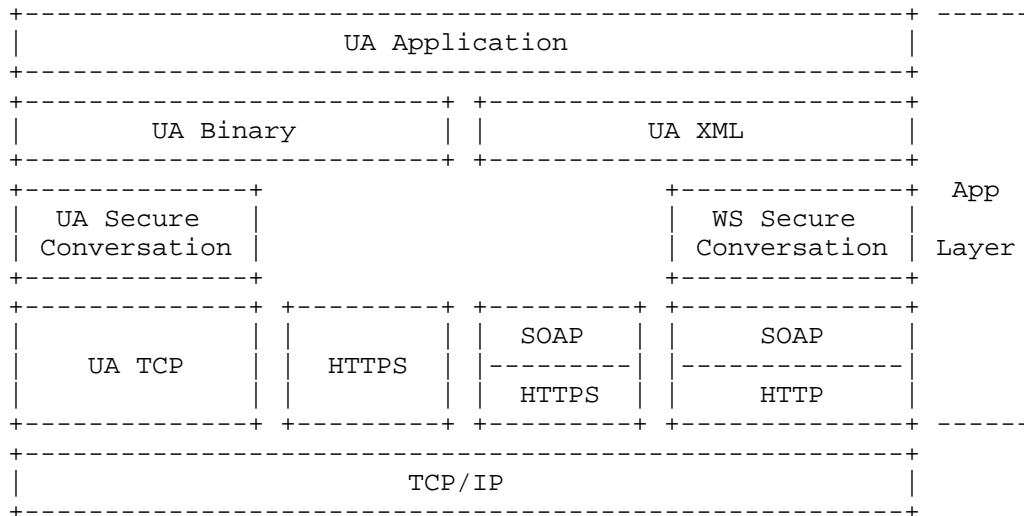 UA Application
UA Binary UA XML
App
UA Secure WS Secure
Conversation Conversation Layer
SOAP SOAP
UA TCP HTTPS
HTTPS HTTP
TCP/IP